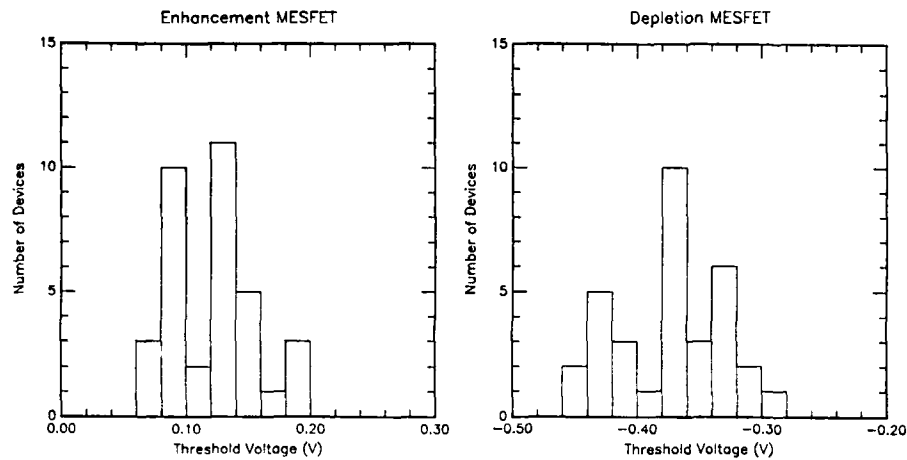 Enhancement MESFET
15
10
5
0
0.00
0.10
0.20
0.30
Number of Devices
Threshold Voltage (V)
Depletion MESFET
15
10
5
0
-0.50
-0.40
-0.30
-0.20
Number of Devices
Threshold Voltage (V)